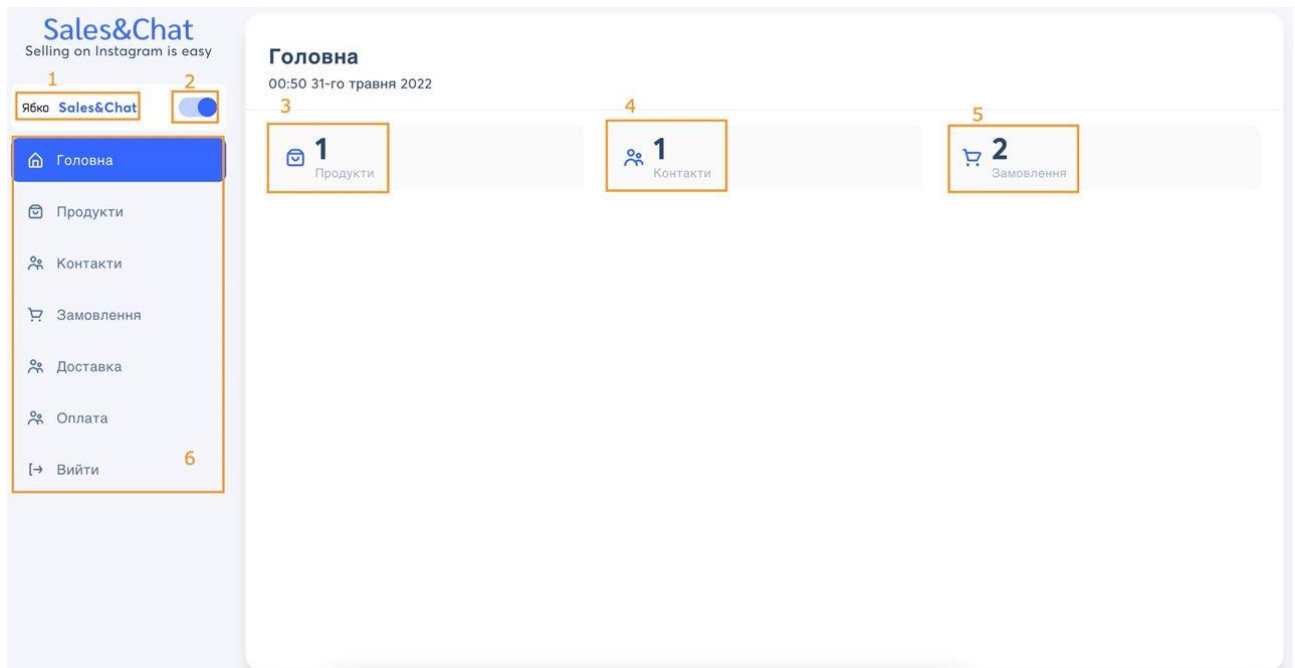 Sales&Chat
Selling on Instagram is easy
1
2
Ябко Sales&Chat
Головна
Продукти
Контакти
Замовлення
Доставка
Оплата
Вийти
6
Головна
00:50 31-го травня 2022
3
1
Продукти
4
1
Контакти
5
2
Замовлення